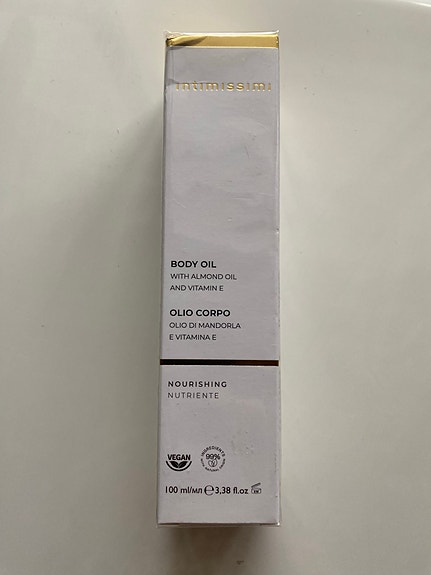 intimissimi
BODY OIL
WITH ALMOND OIL
AND VITAMIN E
OLIO CORPO
OLIO DI MANDORLA
E VITAMINA E
NOURISHING
NUTRIENTE
VEGAN
INGREDIENTS
99%
100 ml/мл ℮ 3,38 fl.oz